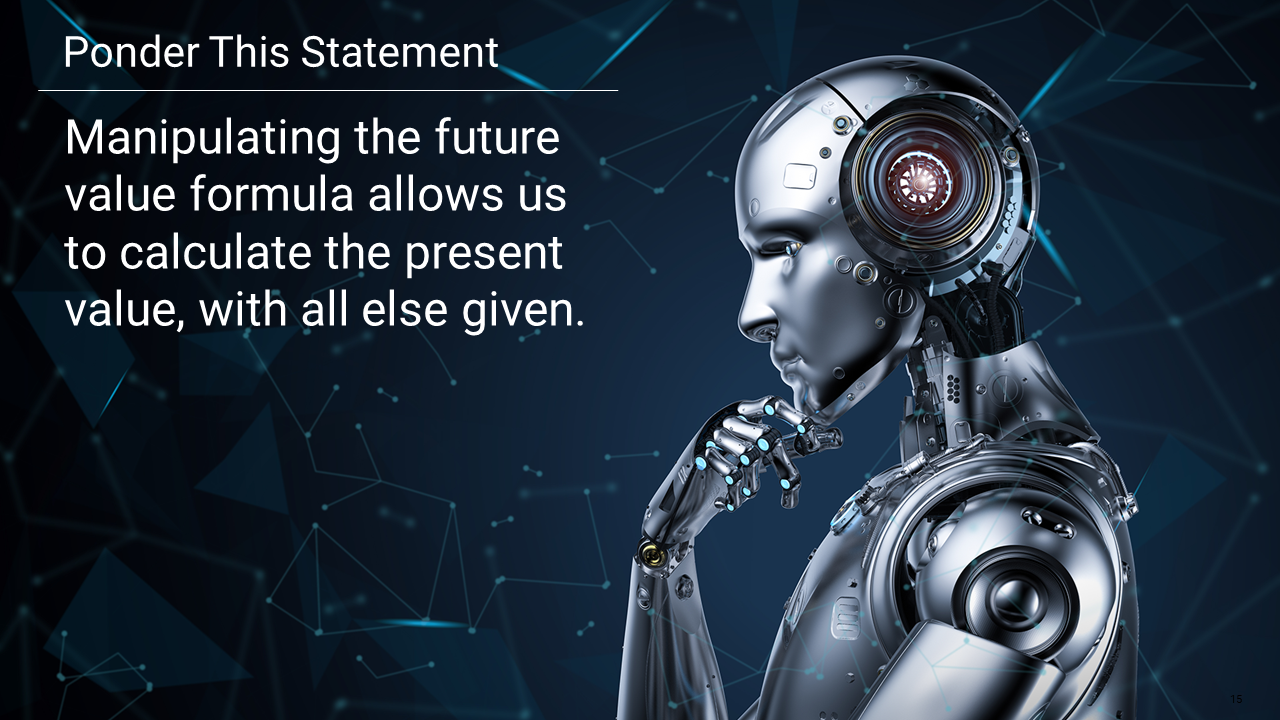 Ponder This Statement
Manipulating the future
value formula allows us
to calculate the present
value, with all else given.
15